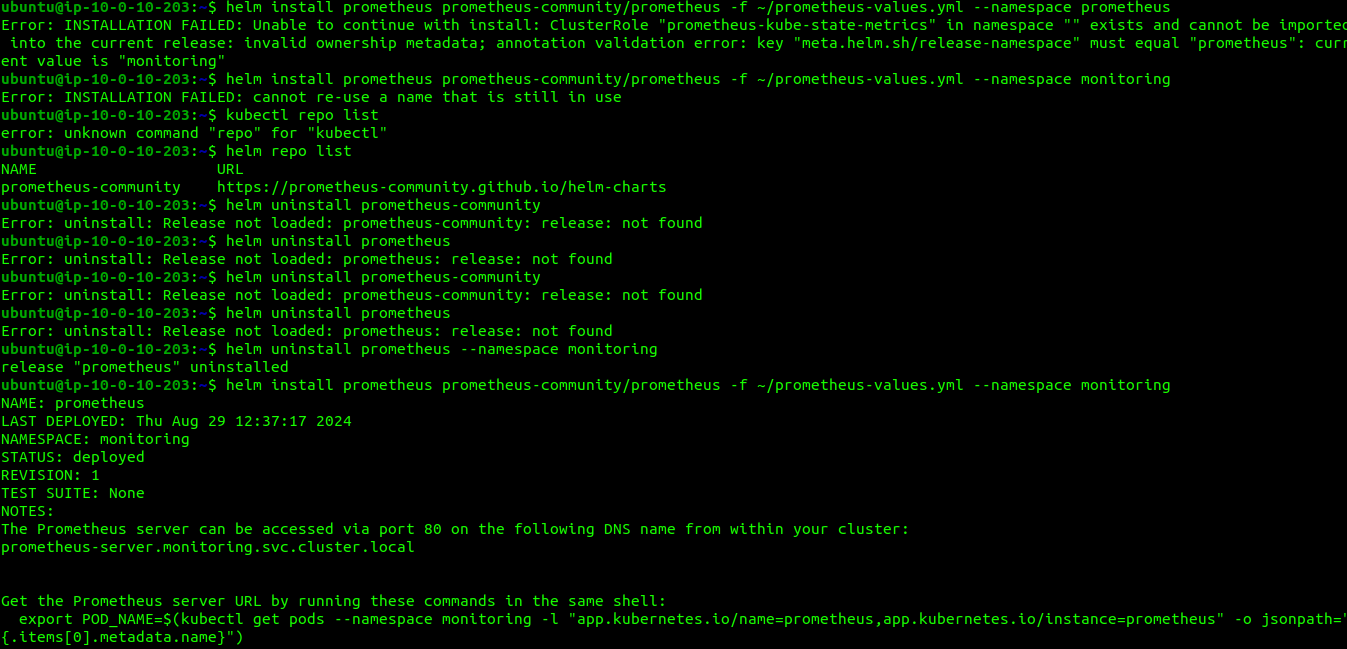 ubuntu@ip-10-0-10-203:~$ helm install prometheus prometheus-community/prometheus -f ~/prometheus-values.yml --namespace prometheus
Error: INSTALLATION FAILED: Unable to continue with install: ClusterRole "prometheus-kube-state-metrics" in namespace "" exists and cannot be imported
 into the current release: invalid ownership metadata; annotation validation error: key "meta.helm.sh/release-namespace" must equal "prometheus": curr
ent value is "monitoring"
ubuntu@ip-10-0-10-203:~$ helm install prometheus prometheus-community/prometheus -f ~/prometheus-values.yml --namespace monitoring
Error: INSTALLATION FAILED: cannot re-use a name that is still in use
ubuntu@ip-10-0-10-203:~$ kubectl repo list
error: unknown command "repo" for "kubectl"
ubuntu@ip-10-0-10-203:~$ helm repo list
NAME                    URL
prometheus-community    https://prometheus-community.github.io/helm-charts
ubuntu@ip-10-0-10-203:~$ helm uninstall prometheus-community
Error: uninstall: Release not loaded: prometheus-community: release: not found
ubuntu@ip-10-0-10-203:~$ helm uninstall prometheus
Error: uninstall: Release not loaded: prometheus: release: not found
ubuntu@ip-10-0-10-203:~$ helm uninstall prometheus-community
Error: uninstall: Release not loaded: prometheus-community: release: not found
ubuntu@ip-10-0-10-203:~$ helm uninstall prometheus
Error: uninstall: Release not loaded: prometheus: release: not found
ubuntu@ip-10-0-10-203:~$ helm uninstall prometheus --namespace monitoring
release "prometheus" uninstalled
ubuntu@ip-10-0-10-203:~$ helm install prometheus prometheus-community/prometheus -f ~/prometheus-values.yml --namespace monitoring
NAME: prometheus
LAST DEPLOYED: Thu Aug 29 12:37:17 2024
NAMESPACE: monitoring
STATUS: deployed
REVISION: 1
TEST SUITE: None
NOTES:
The Prometheus server can be accessed via port 80 on the following DNS name from within your cluster:
prometheus-server.monitoring.svc.cluster.local
Get the Prometheus server URL by running these commands in the same shell:
  export POD_NAME=$(kubectl get pods --namespace monitoring -l "app.kubernetes.io/name=prometheus,app.kubernetes.io/instance=prometheus" -o jsonpath="
{.items[0].metadata.name}")